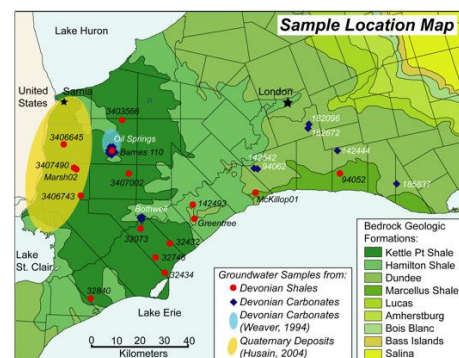 Sample Location Map
Lake Huron
United
States
Sarnia
London
3403566
182096
3406645
Oil Springs
182672
Barnes 110
142444
3407490
142542
94062
Marsh02
3407002
94052
185837
3406743
McKillop01
142493
Bothwell
Greentree
32073
32432
Lake
St. Clair
32748
32434
32840
Lake Erie
0 10 20 30 40
Kilometers
Groundwater Samples from:
Devonian Shales
Devonian Carbonates
Devonian Carbonates
(Weaver, 1994)
Quaternary Deposits
(Husain, 2004)
Bedrock Geologic
Formations:
Kettle Pt Shale
Hamilton Shale
Dundee
Marcellus Shale
Lucas
Amherstburg
Bois Blanc
Bass Islands
Salina